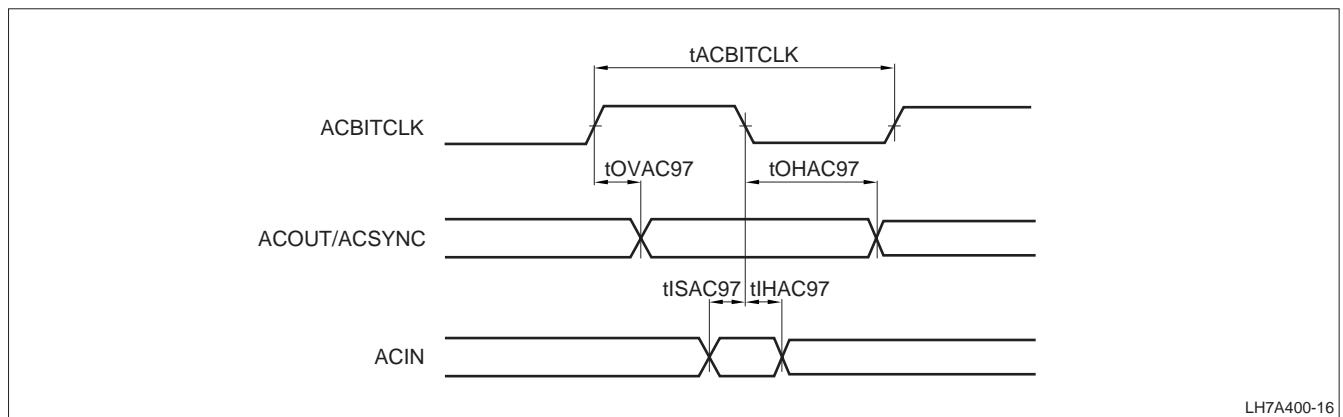 tACBITCLK
ACBITCLK
tOVAC97 tOHAC97
ACOUT/ACSYNC
tISAC97 tIHAC97
ACIN
LH7A400-16